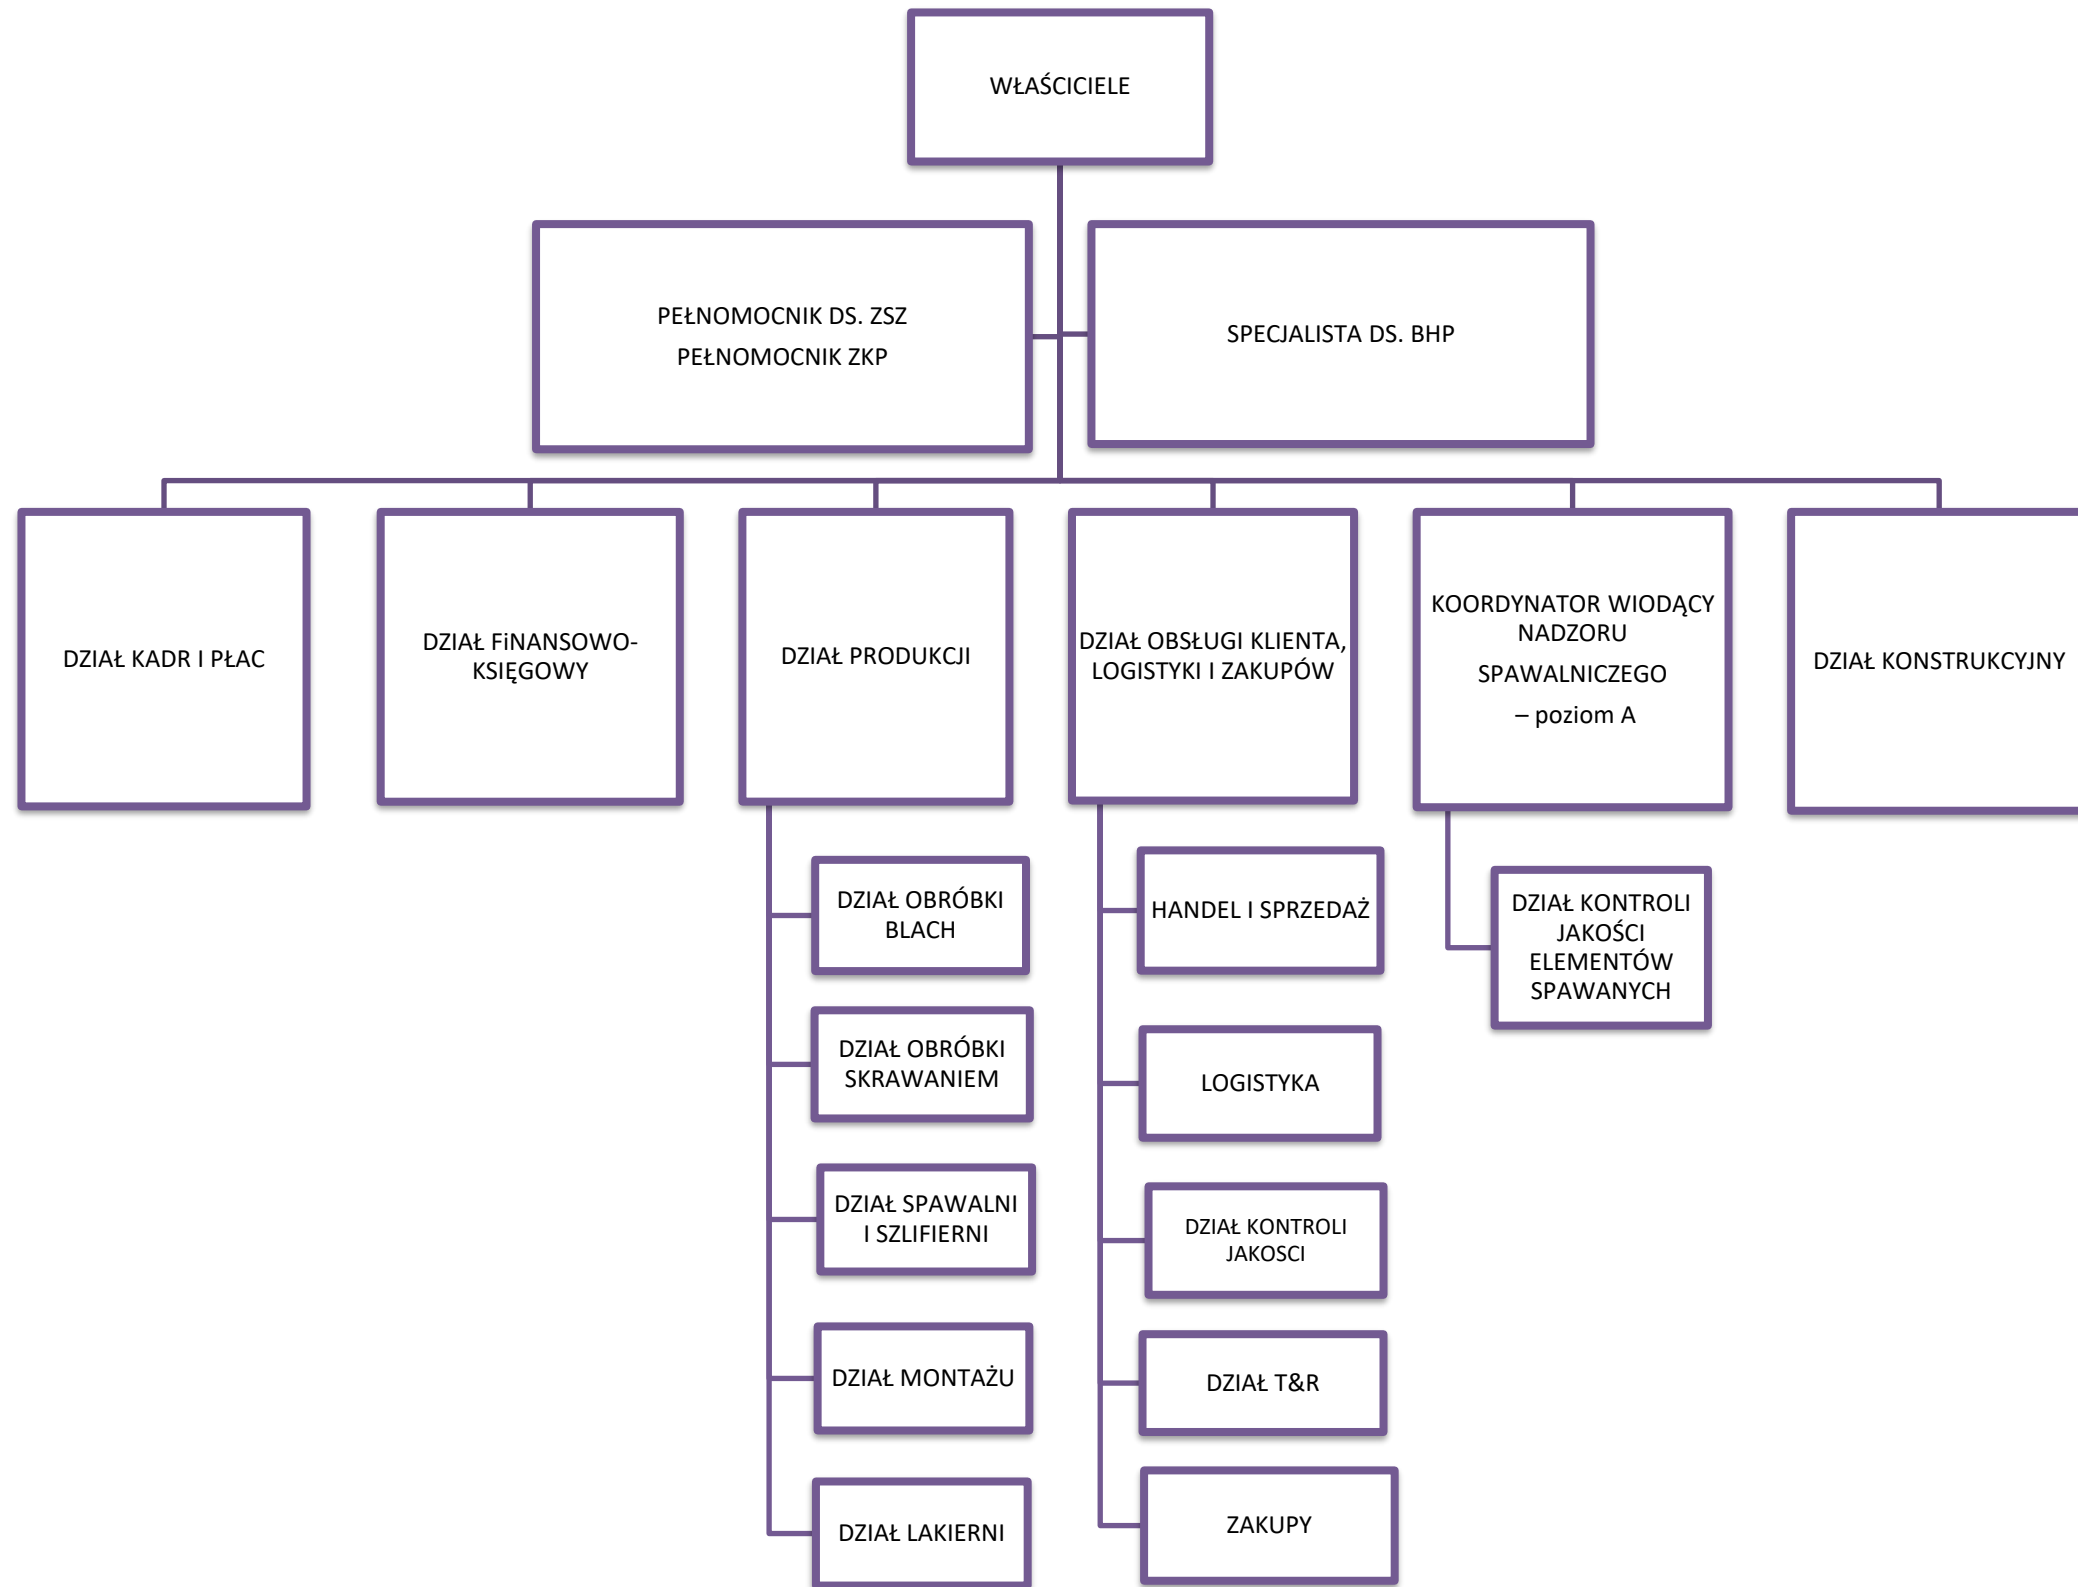 WŁAŚCICIELE
PEŁNOMOCNIK DS. ZSZ
PEŁNOMOCNIK ZKP
SPECJALISTA DS. BHP
DZIAŁ KADR I PŁAC
DZIAŁ FiNANSOWO-
KSIĘGOWY
DZIAŁ PRODUKCJI
DZIAŁ OBSŁUGI KLIENTA,
LOGISTYKI I ZAKUPÓW
KOORDYNATOR WIODĄCY
NADZORU
SPAWALNICZEGO
– poziom A
DZIAŁ KONSTRUKCYJNY
DZIAŁ OBRÓBKI
BLACH
DZIAŁ OBRÓBKI
SKRAWANIEM
DZIAŁ SPAWALNI
I SZLIFIERNI
DZIAŁ MONTAŻU
DZIAŁ LAKIERNI
HANDEL I SPRZEDAŻ
LOGISTYKA
DZIAŁ KONTROLI
JAKOSCI
DZIAŁ T&R
ZAKUPY
DZIAŁ KONTROLI
JAKOŚCI
ELEMENTÓW
SPAWANYCH